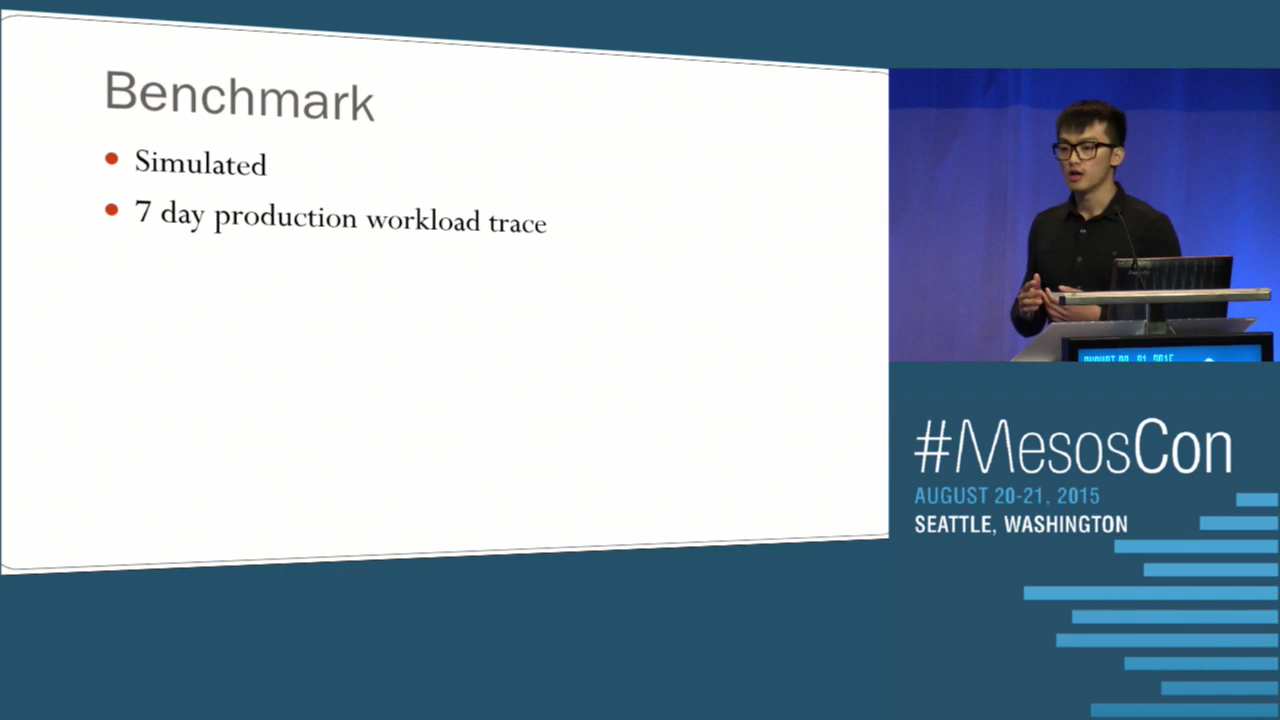 Benchmark
Simulated
7 day production workload trace
#MesosCon
AUGUST 20-21, 2015
SEATTLE, WASHINGTON